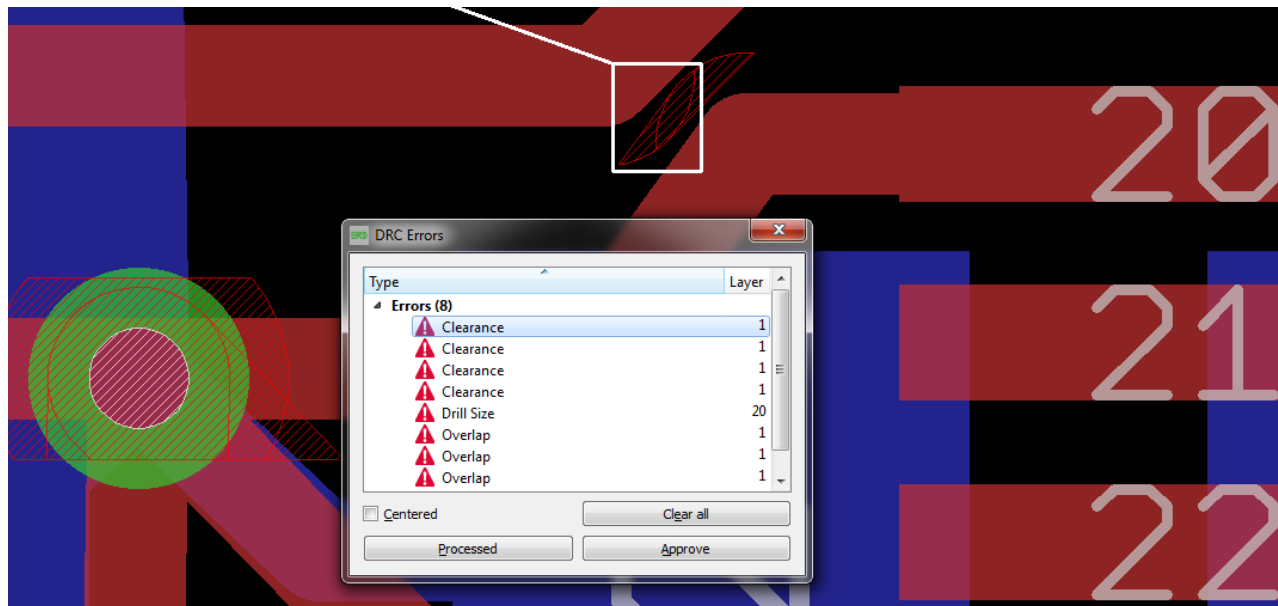 20
BRD DRC Errors
Type Layer
Errors (8)
Clearance 1
Clearance 1
Clearance 1
Clearance 1
Drill Size 20
Overlap 1
Overlap 1
Overlap 1
Centered
Clear all
Processed
Approve
21
22